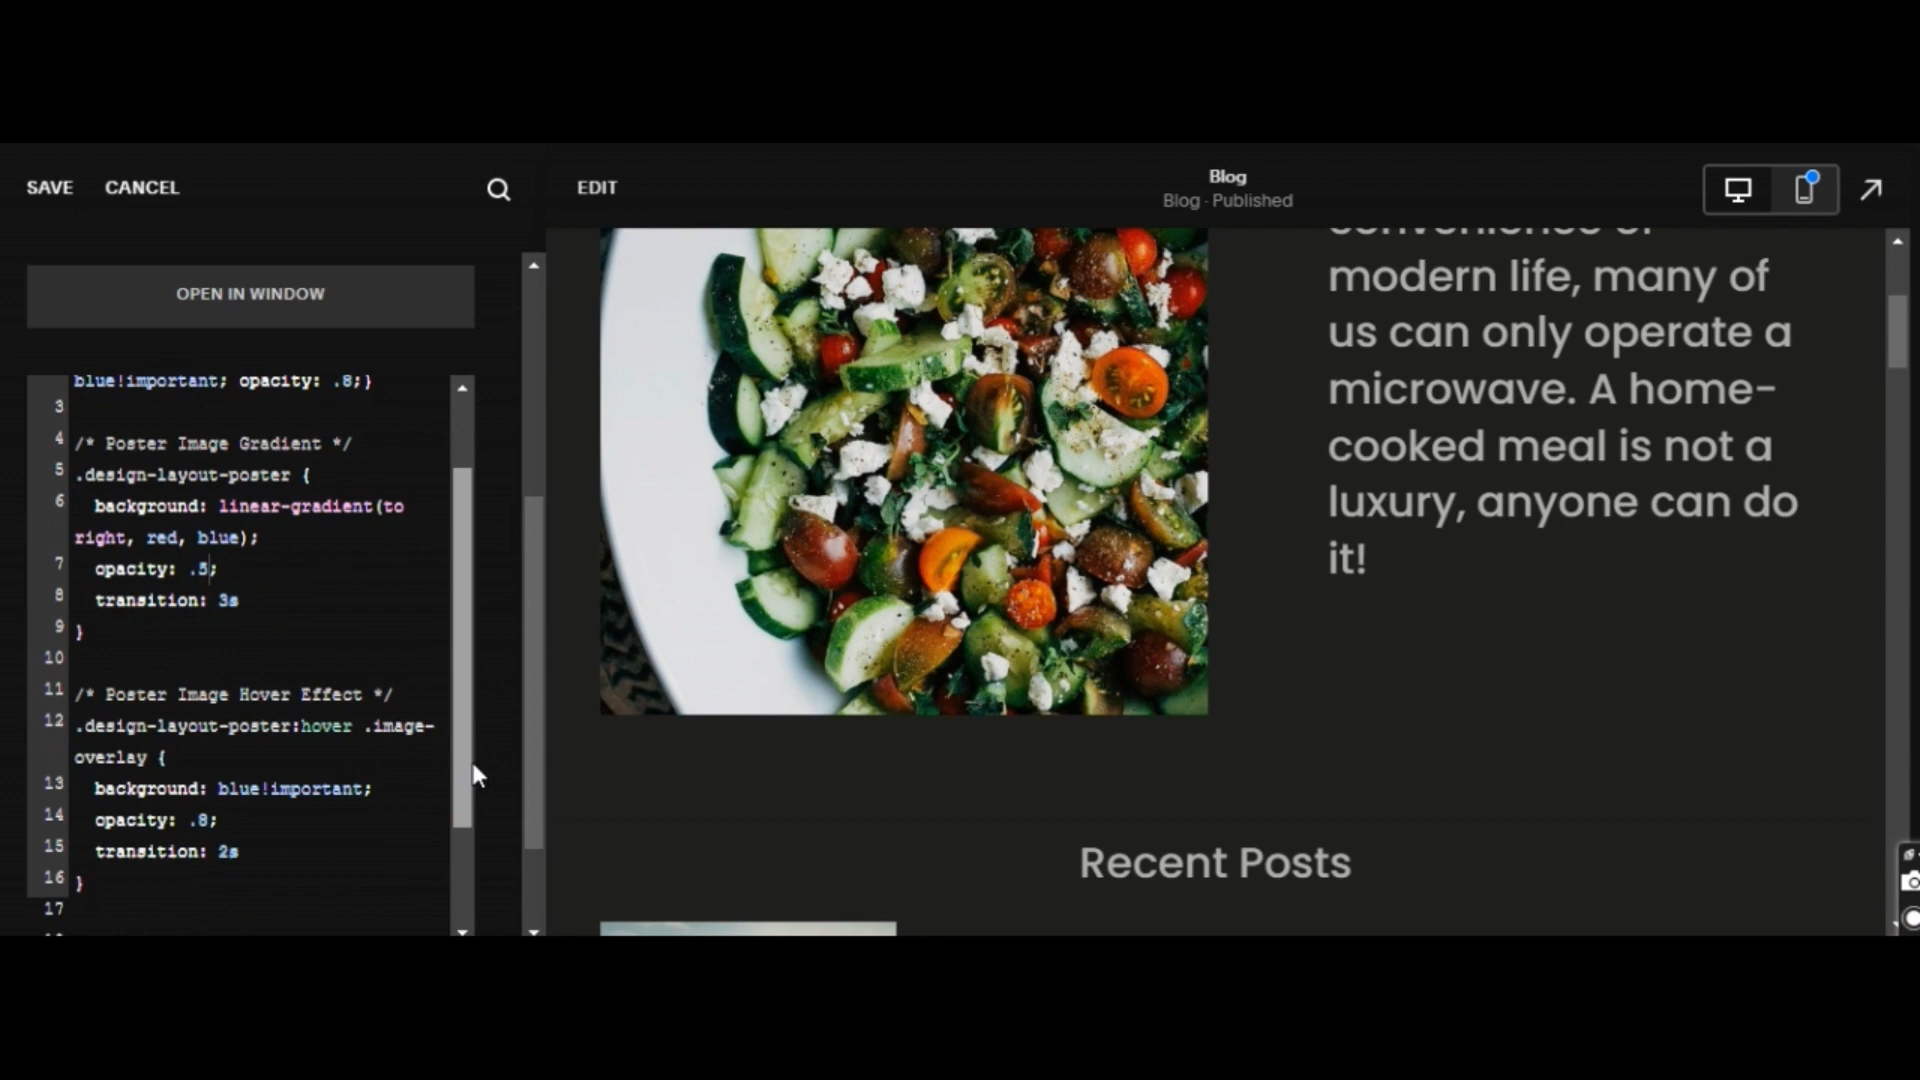 SAVE CANCEL
EDIT
Blog
Blog · Published
OPEN IN WINDOW
blue!important; opacity: .8;}
3
4 /* Poster Image Gradient */
5 .design-layout-poster {
6 background: linear-gradient(to
right, red, blue);
7 opacity: .5;
8 transition: 3s
9 }
10
11 /* Poster Image Hover Effect */
12 .design-layout-poster:hover .image-
overlay {
13 background: blue!important;
14 opacity: .8;
15 transition: 2s
16 }
17
convenience of
modern life, many of
us can only operate a
microwave. A home-
cooked meal is not a
luxury, anyone can do
it!
Recent Posts